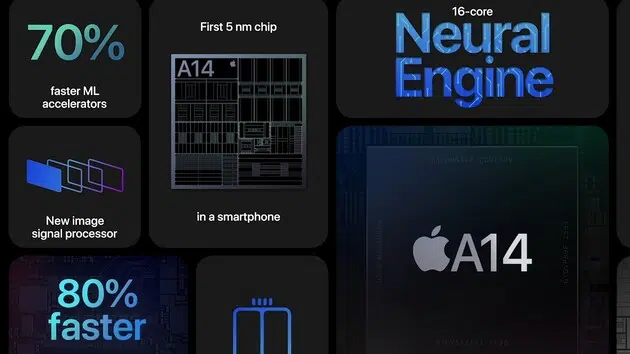 70%
faster ML
accelerators
First 5 nm chip
A14
in a smartphone
16-core
Neural
Engine
New image
signal processor
A14
80%
faster